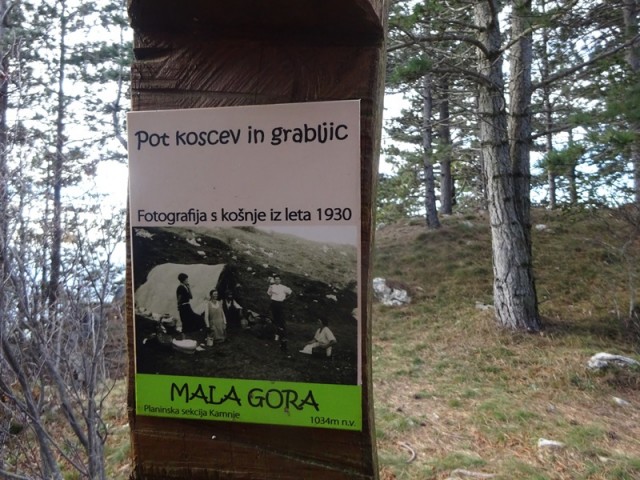 Pot koscev in grabljic
Fotografija s košnje iz leta 1930
MALA GORA
Planinska sekcija Kamnje
1034m n.v.